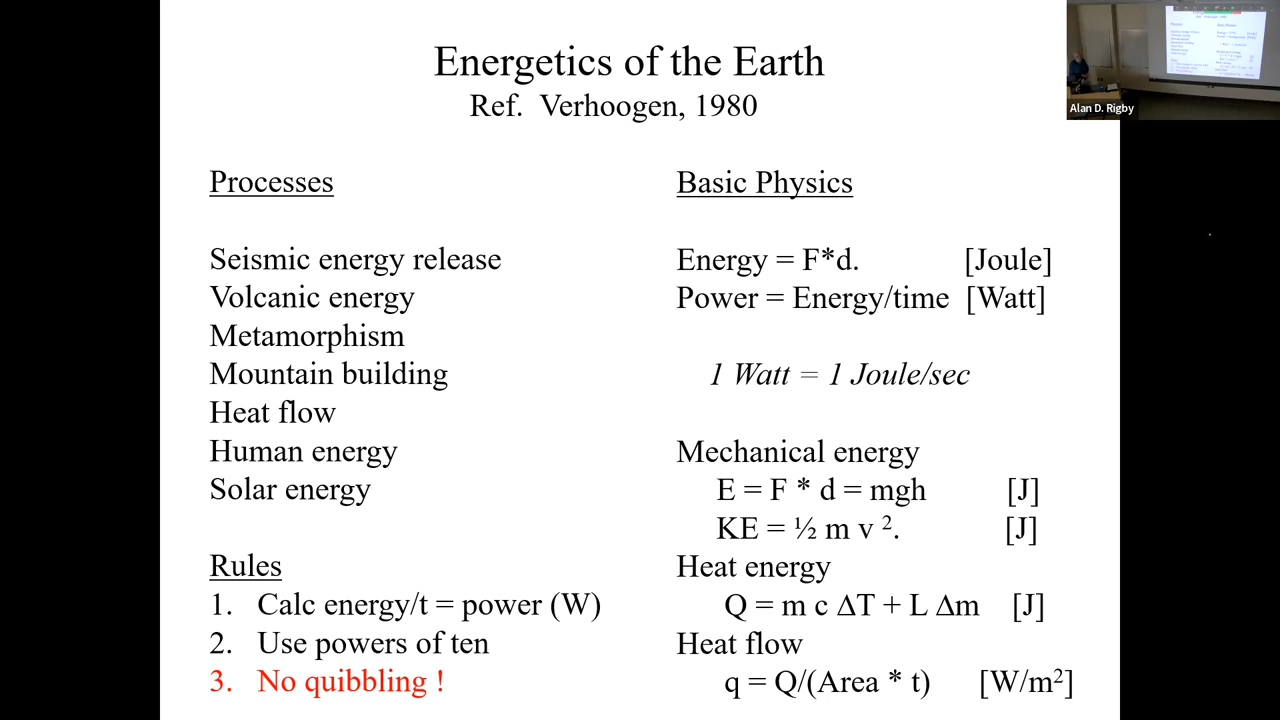 Energetics of the Earth
Ref. Verhoogen, 1980
Processes
Seismic energy release
Volcanic energy
Metamorphism
Mountain building
Heat flow
Human energy
Solar energy
Rules
1. Calc energy/t = power (W)
2. Use powers of ten
3. No quibbling !
Basic Physics
Energy = F*d. [Joule]
Power = Energy/time [Watt]
1 Watt = 1 Joule/sec
Mechanical energy
E = F * d = mgh [J]
KE = ½ m v ². [J]
Heat energy
Q = m c ΔT + L Δm [J]
Heat flow
q = Q/(Area * t) [W/m²]
Alan D. Rigby